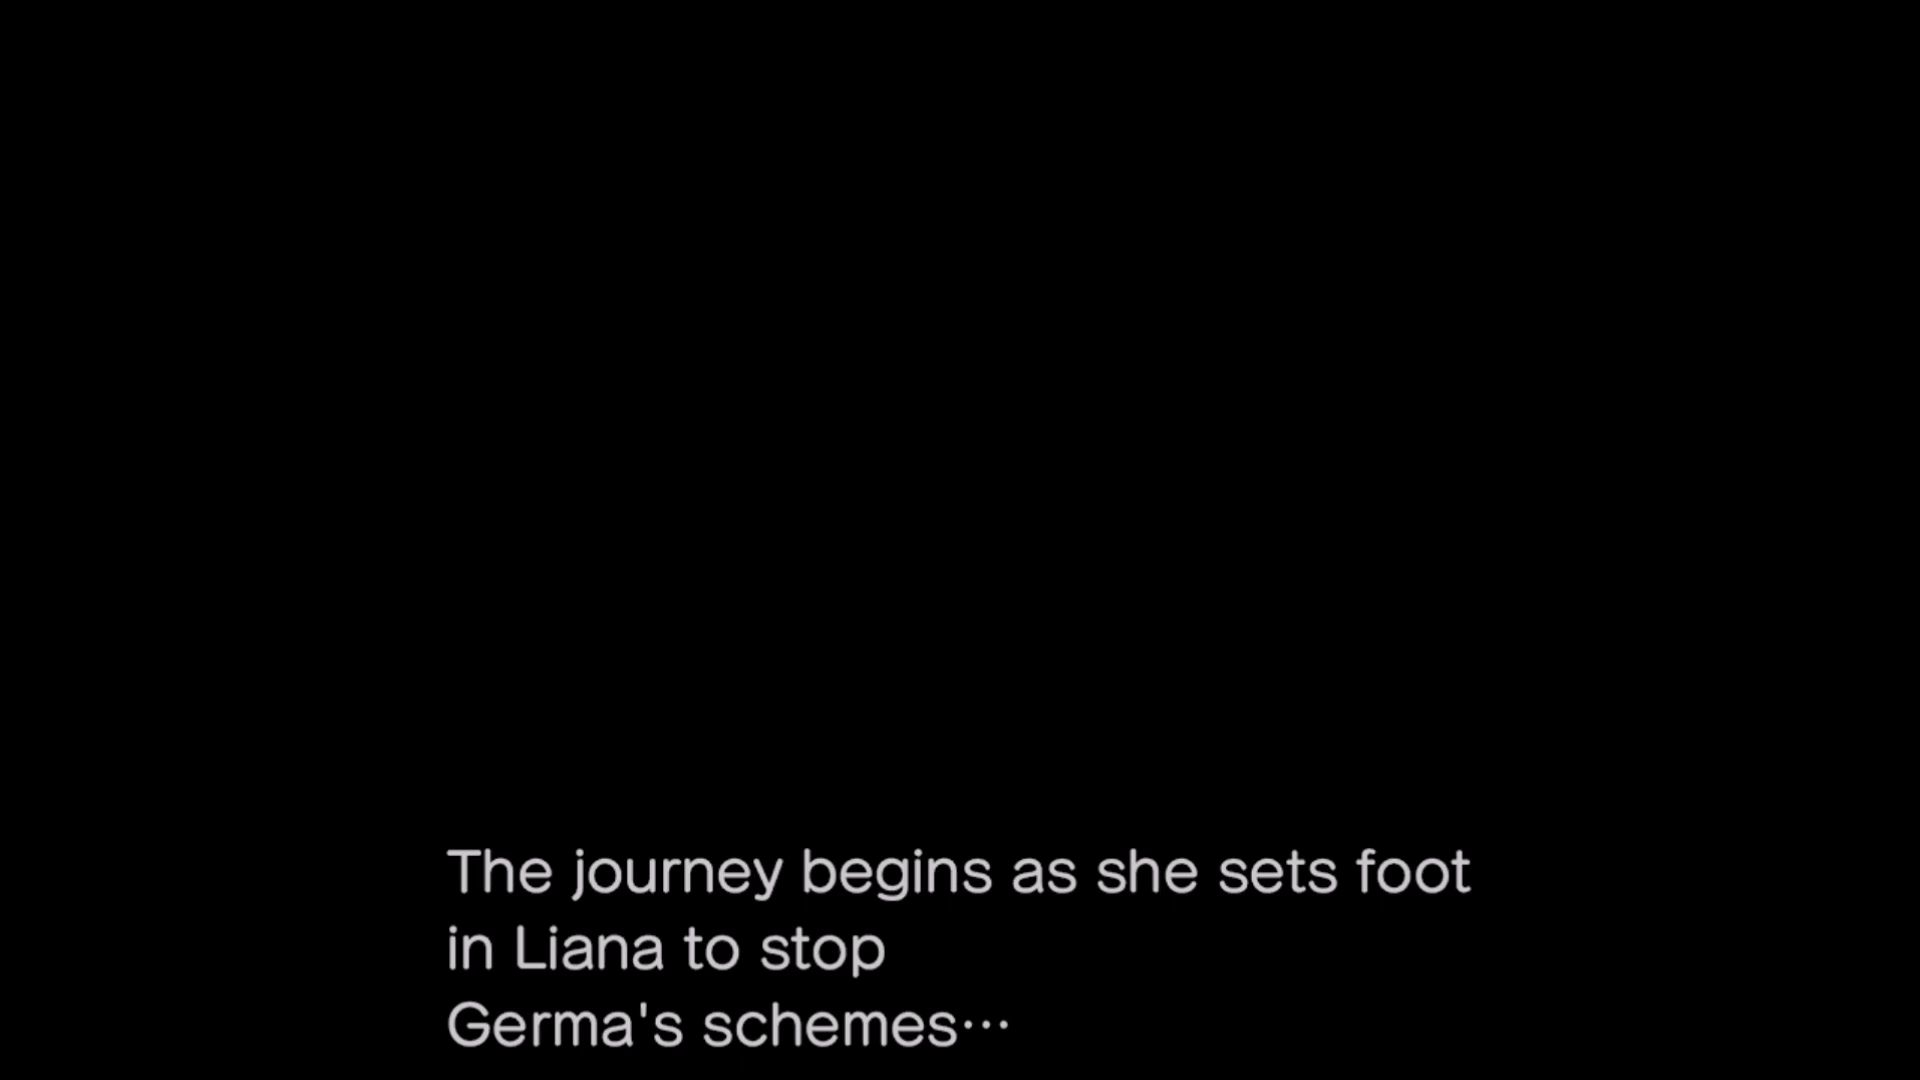 The journey begins as she sets foot
in Liana to stop
Germa's schemes…